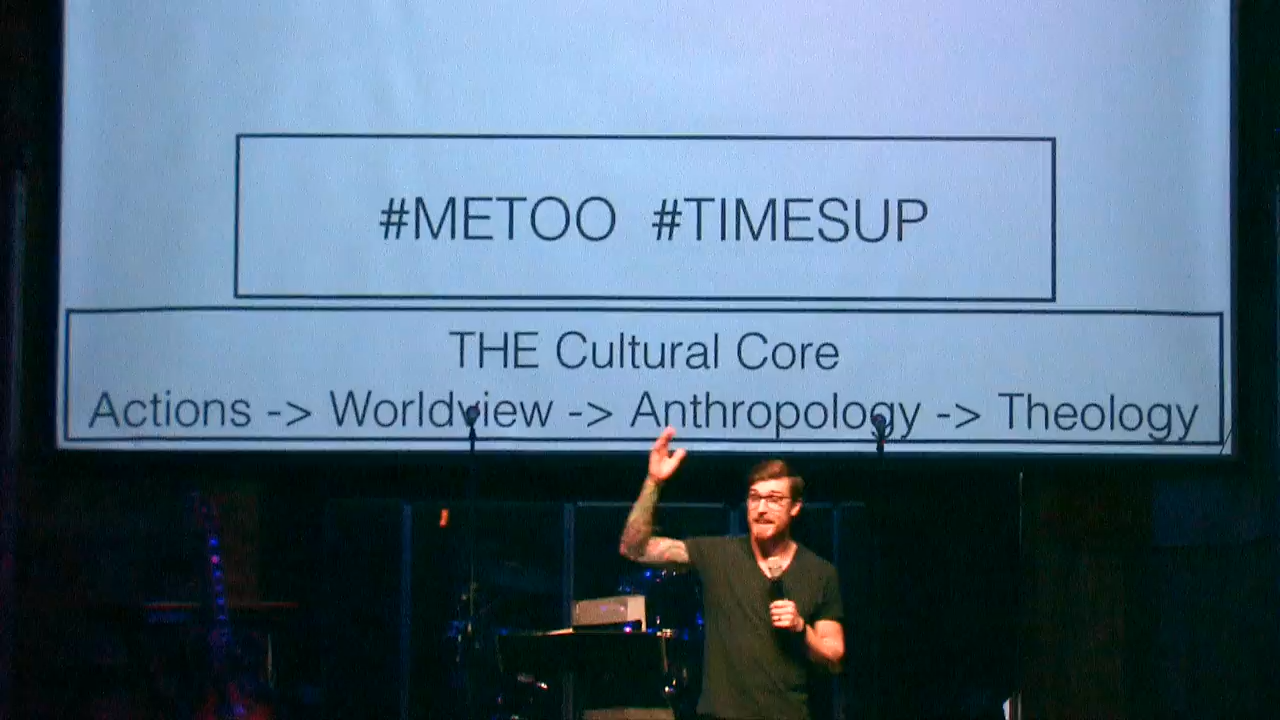 #METOO #TIMESUP
THE Cultural Core
Actions -> Worldview -> Anthropology -> Theology